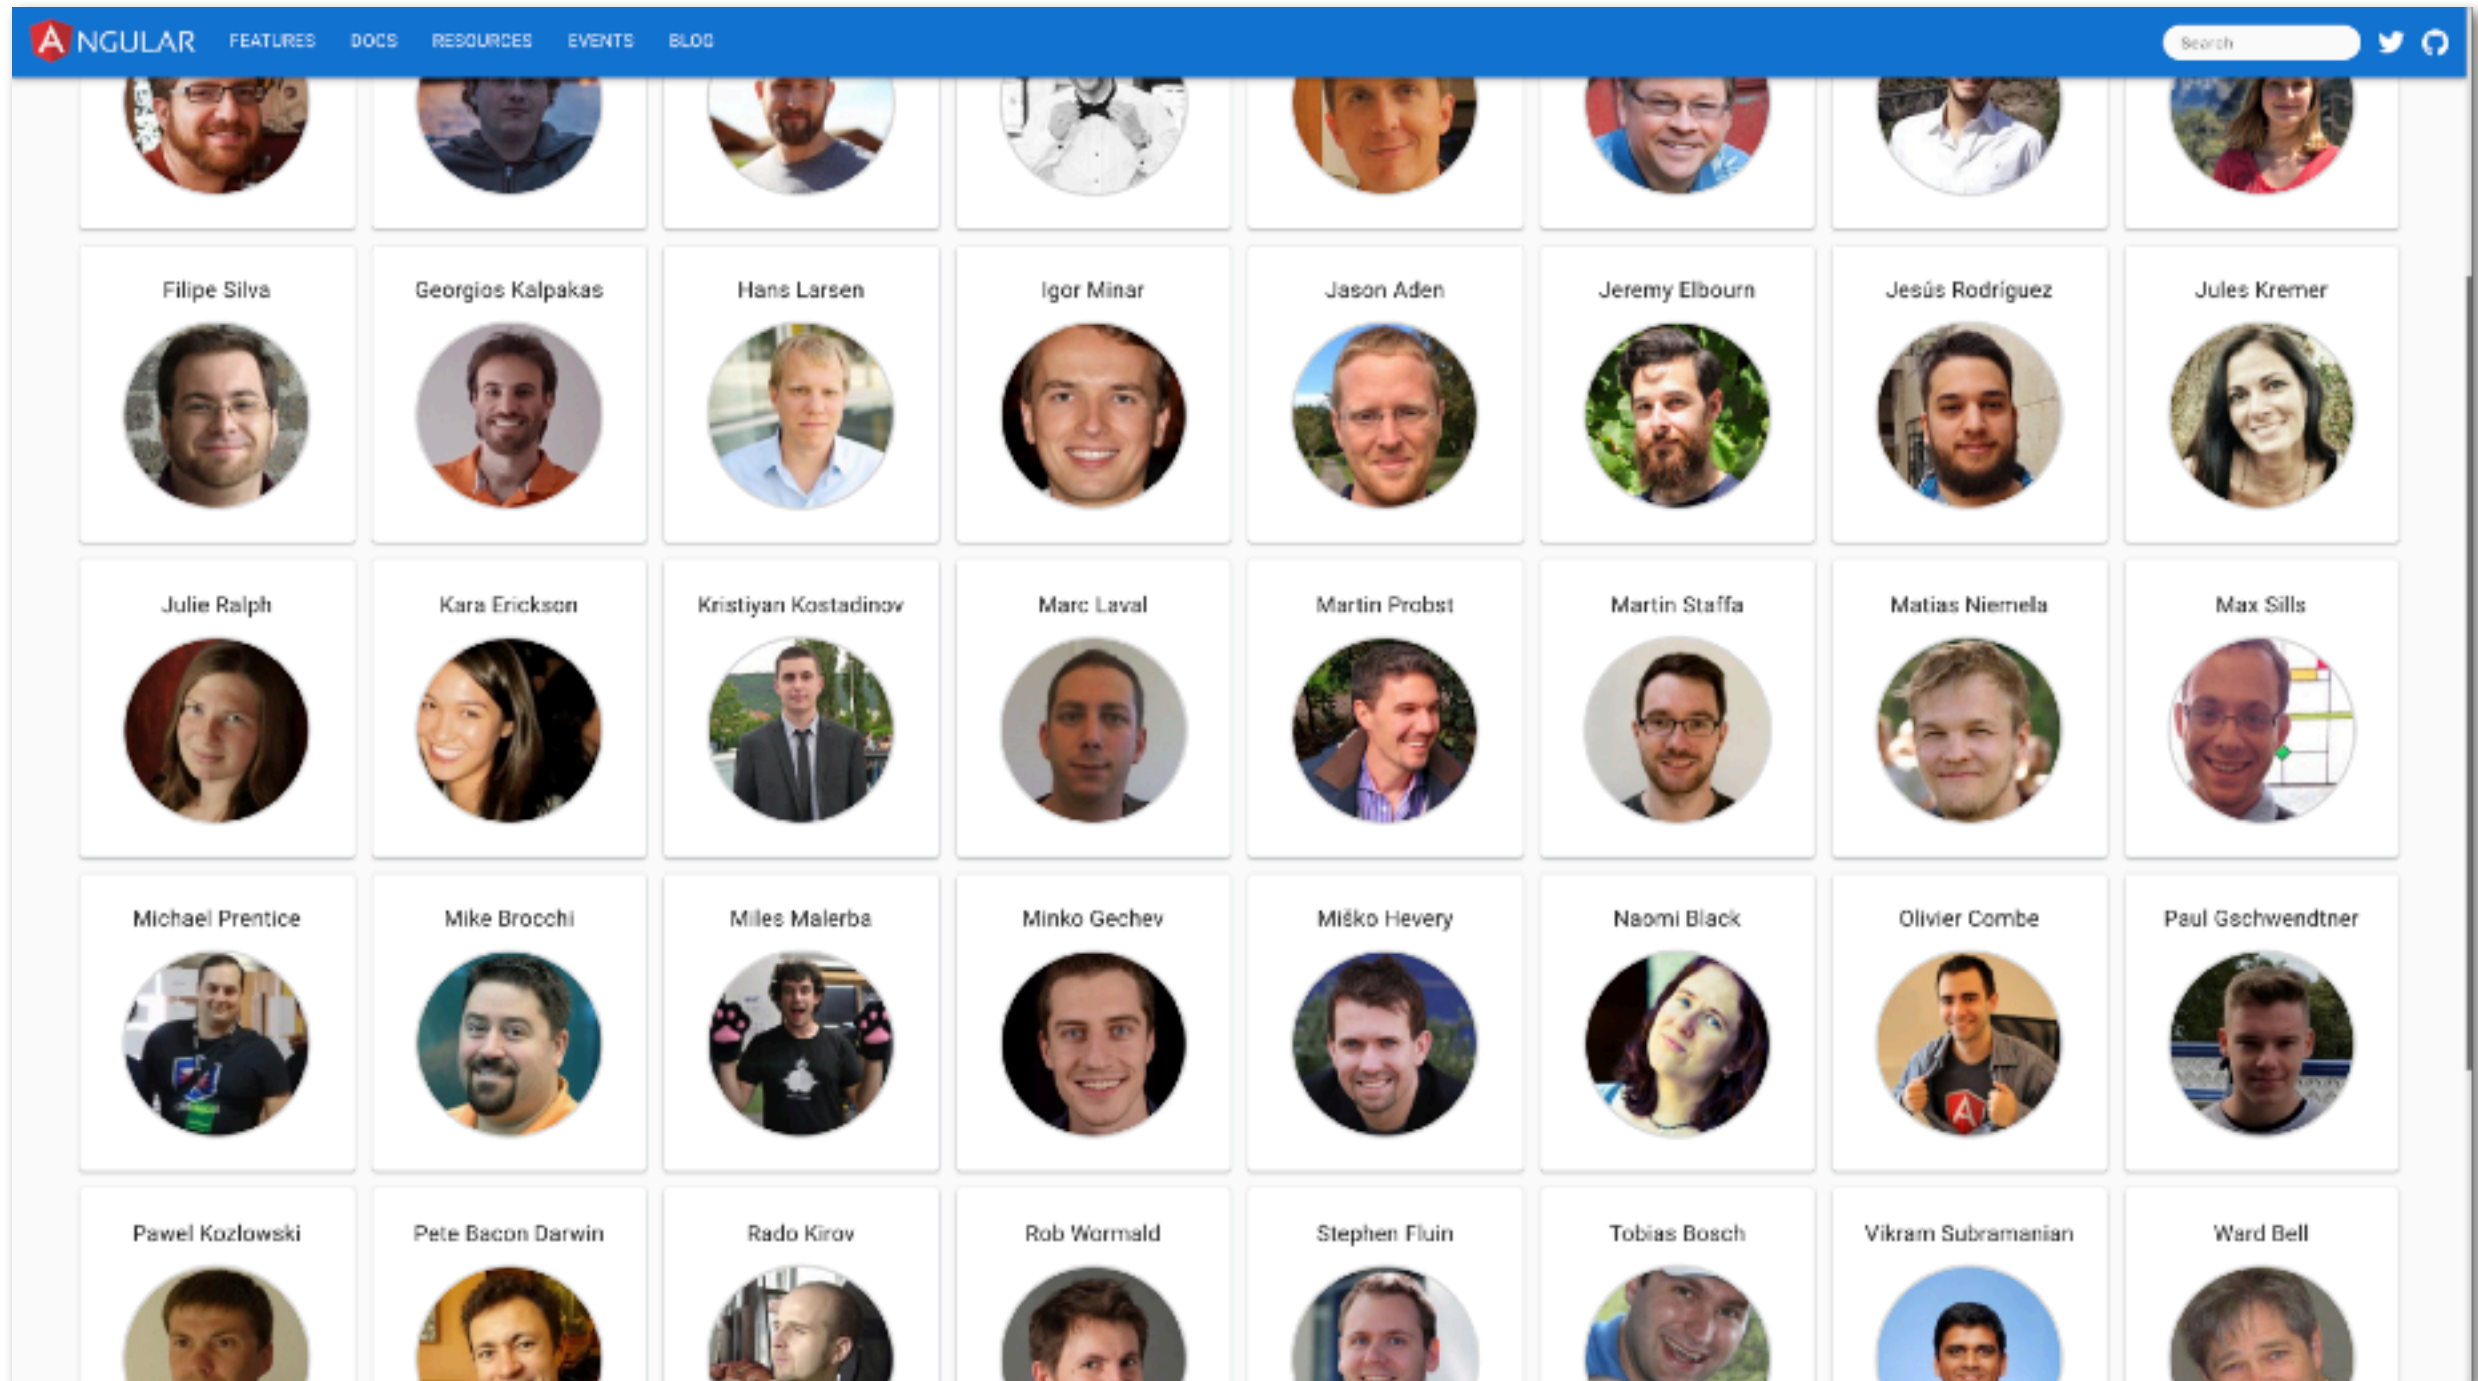 ANGULAR FEATURES DOCS RESOURCES EVENTS BLOG Search
Filipe Silva Georgios Kalpakas Hans Larsen Igor Minar Jason Aden Jeremy Elbourn Jesús Rodríguez Jules Kremer
Julie Ralph Kara Erickson Kristiyan Kostadinov Marc Laval Martin Probst Martin Staffa Matias Niemela Max Sills
Michael Prentice Mike Brocchi Miles Malerba Minko Gechev Miško Hevery Naomi Black Olivier Combe Paul Gschwendtner
A
Pawel Kozlowski Pete Bacon Darwin Rado Kirov Rob Wormald Stephen Fluin Tobias Bosch Vikram Subramanian Ward Bell